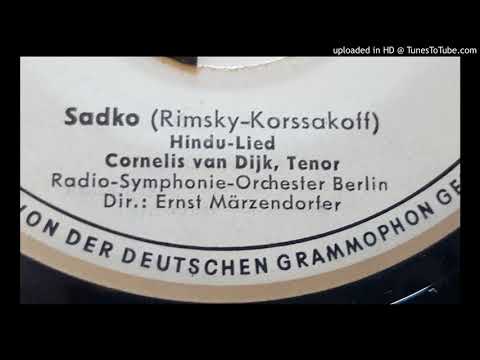 uploaded in HD @ TunesToTube.com
Sadko (Rimsky-Korssakoff)
Hindu-Lied
Cornelis van Dijk, Tenor
Radio-Symphonie-Orchester Berlin
Dir.: Ernst Märzendorfer
VON DER DEUTSCHEN GRAMMOPHON GE